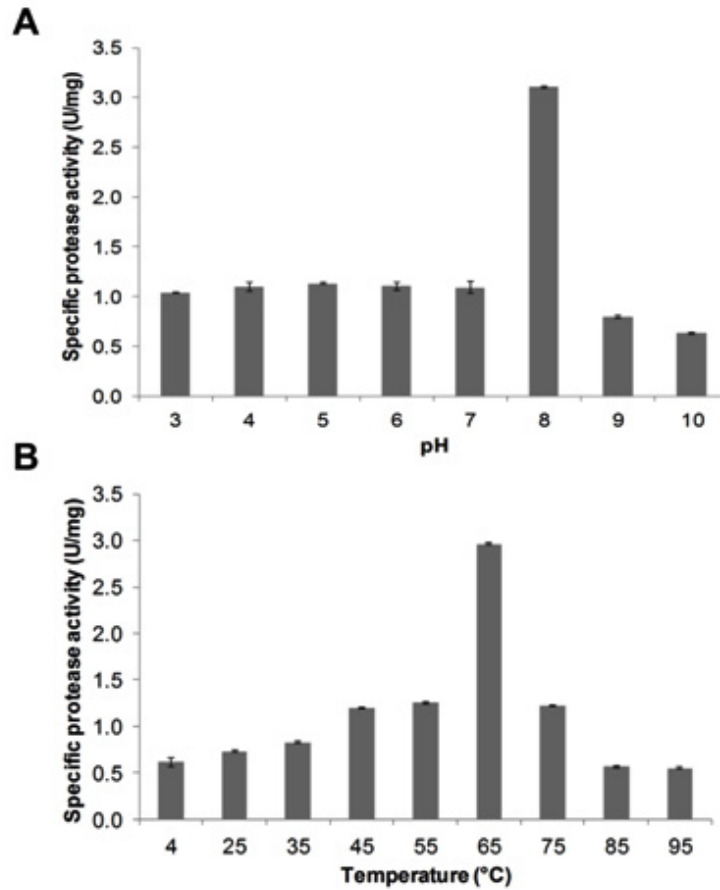 A
Specific protease activity (U/mg)
3.5
3.0
2.5
2.0
1.5
1.0
0.5
0.0
3 4 5 6 7 8 9 10
pH
B
Specific protease activity (U/mg)
3.5
3.0
2.5
2.0
1.5
1.0
0.5
0.0
4 25 35 45 55 65 75 85 95
Temperature (°C)